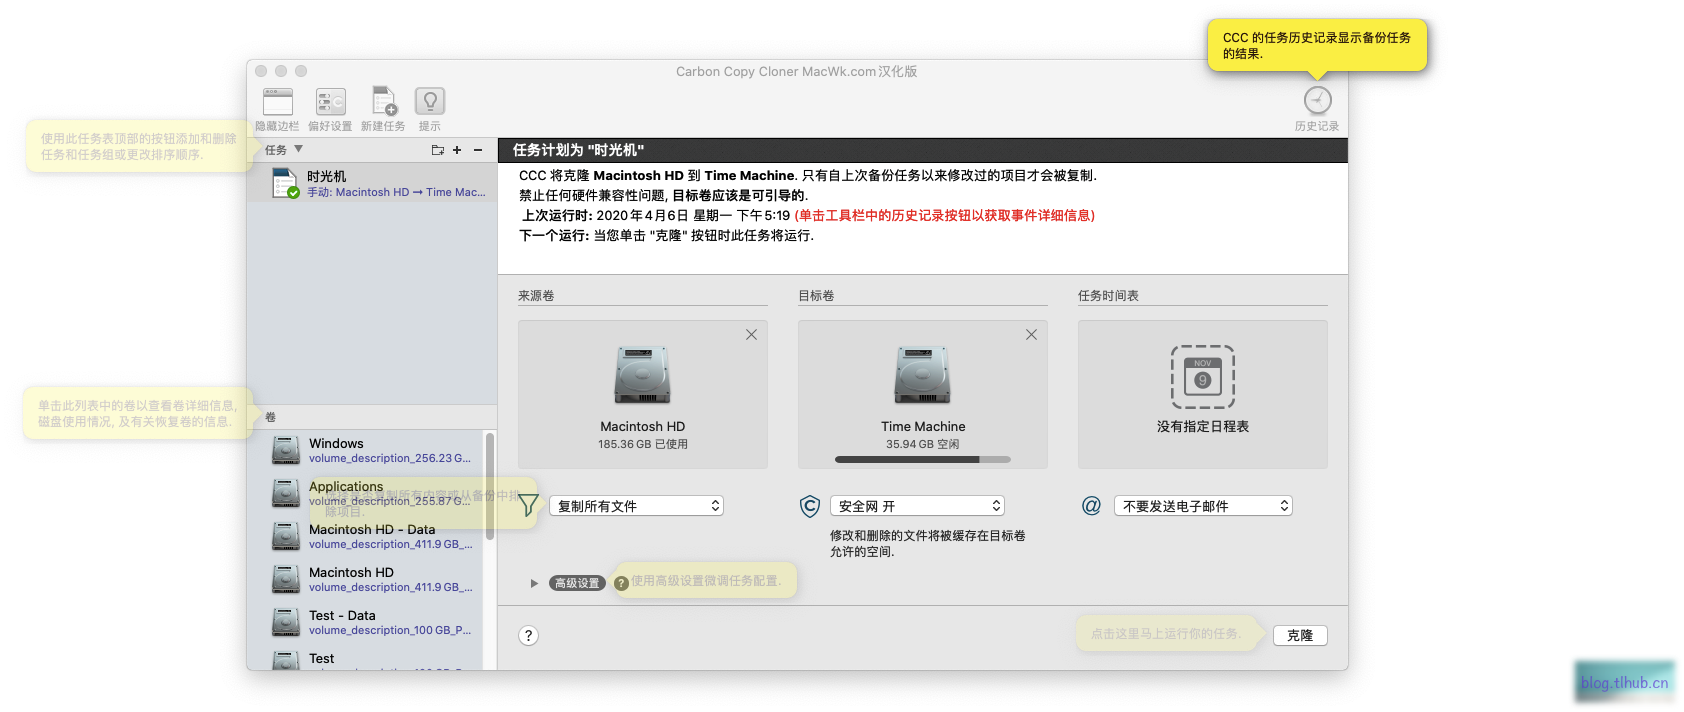 CCC 的任务历史记录显示备份任务
的结果.
Carbon Copy Cloner MacWk.com 汉化版
隐藏边栏
偏好设置
新建任务
提示
历史记录
使用此任务表顶部的按钮添加和删除
任务和任务组或更改排序顺序.
任务
时光机
手动: Macintosh HD → Time Mac...
任务计划为 "时光机"
CCC 将克隆 Macintosh HD 到 Time Machine. 只有自上次备份任务以来修改过的项目才会被复制.
禁止任何硬件兼容性问题, 目标卷应该是可引导的.
上次运行时: 2020年4月6日 星期一 下午5:19 (单击工具栏中的历史记录按钮以获取事件详细信息)
下一个运行: 当您单击 "克隆" 按钮时此任务将运行.
来源卷
目标卷
任务时间表
Macintosh HD
185.36 GB 已使用
Time Machine
35.94 GB 空闲
NOV
9
没有指定日程表
单击此列表中的卷以查看卷详细信息,
磁盘使用情况, 及有关恢复卷的信息.
卷
Windows
volume_description_256.23 G...
Applications
volume_description_255.87 G...
Macintosh HD - Data
volume_description_411.9 GB_...
Macintosh HD
volume_description_411.9 GB_...
Test - Data
volume_description_100 GB_P...
Test
选择是否复制所有内容或从备份中排
除项目.
复制所有文件
安全网 开
@
不要发送电子邮件
修改和删除的文件将被缓存在目标卷
允许的空间.
高级设置
?
使用高级设置微调任务配置.
?
点击这里马上运行你的任务.
克隆
blog.tlhub.cn